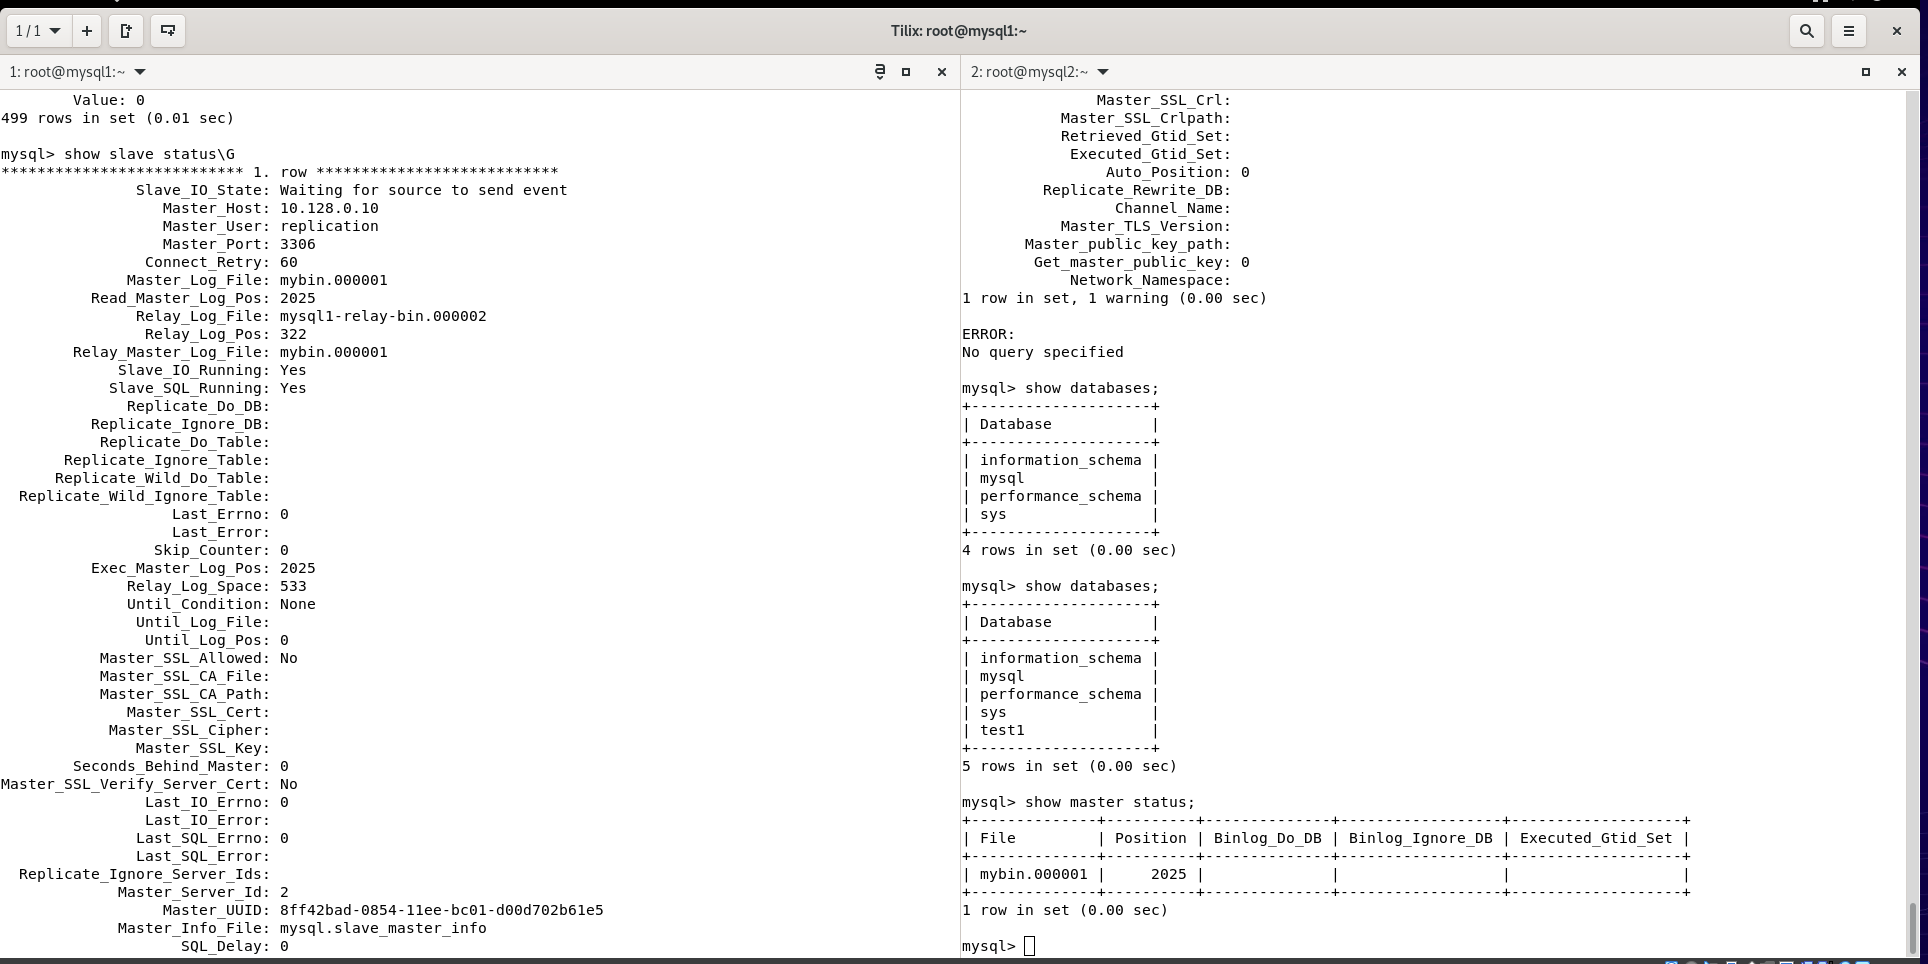 1 / 1
Tilix: root@mysql1:~
1: root@mysql1:~
        Value: 0
499 rows in set (0.01 sec)
mysql> show slave status\G
*************************** 1. row ***************************
               Slave_IO_State: Waiting for source to send event
                  Master_Host: 10.128.0.10
                  Master_User: replication
                  Master_Port: 3306
                Connect_Retry: 60
              Master_Log_File: mybin.000001
          Read_Master_Log_Pos: 2025
               Relay_Log_File: mysql1-relay-bin.000002
                Relay_Log_Pos: 322
        Relay_Master_Log_File: mybin.000001
             Slave_IO_Running: Yes
            Slave_SQL_Running: Yes
              Replicate_Do_DB:
          Replicate_Ignore_DB:
           Replicate_Do_Table:
       Replicate_Ignore_Table:
      Replicate_Wild_Do_Table:
  Replicate_Wild_Ignore_Table:
                   Last_Errno: 0
                   Last_Error:
                 Skip_Counter: 0
          Exec_Master_Log_Pos: 2025
              Relay_Log_Space: 533
              Until_Condition: None
               Until_Log_File:
                Until_Log_Pos: 0
           Master_SSL_Allowed: No
           Master_SSL_CA_File:
           Master_SSL_CA_Path:
              Master_SSL_Cert:
            Master_SSL_Cipher:
               Master_SSL_Key:
        Seconds_Behind_Master: 0
Master_SSL_Verify_Server_Cert: No
                Last_IO_Errno: 0
                Last_IO_Error:
               Last_SQL_Errno: 0
               Last_SQL_Error:
  Replicate_Ignore_Server_Ids:
             Master_Server_Id: 2
                  Master_UUID: 8ff42bad-0854-11ee-bc01-d00d702b61e5
             Master_Info_File: mysql.slave_master_info
                    SQL_Delay: 0
2: root@mysql2:~
               Master_SSL_Crl:
           Master_SSL_Crlpath:
           Retrieved_Gtid_Set:
            Executed_Gtid_Set:
                Auto_Position: 0
         Replicate_Rewrite_DB:
                 Channel_Name:
           Master_TLS_Version:
       Master_public_key_path:
        Get_master_public_key: 0
            Network_Namespace:
1 row in set, 1 warning (0.00 sec)
ERROR:
No query specified
mysql> show databases;
+--------------------+
| Database           |
+--------------------+
| information_schema |
| mysql              |
| performance_schema |
| sys                |
+--------------------+
4 rows in set (0.00 sec)
mysql> show databases;
+--------------------+
| Database           |
+--------------------+
| information_schema |
| mysql              |
| performance_schema |
| sys                |
| test1              |
+--------------------+
5 rows in set (0.00 sec)
mysql> show master status;
+--------------+----------+--------------+------------------+-------------------+
| File         | Position | Binlog_Do_DB | Binlog_Ignore_DB | Executed_Gtid_Set |
+--------------+----------+--------------+------------------+-------------------+
| mybin.000001 |     2025 |              |                  |                   |
+--------------+----------+--------------+------------------+-------------------+
1 row in set (0.00 sec)
mysql>